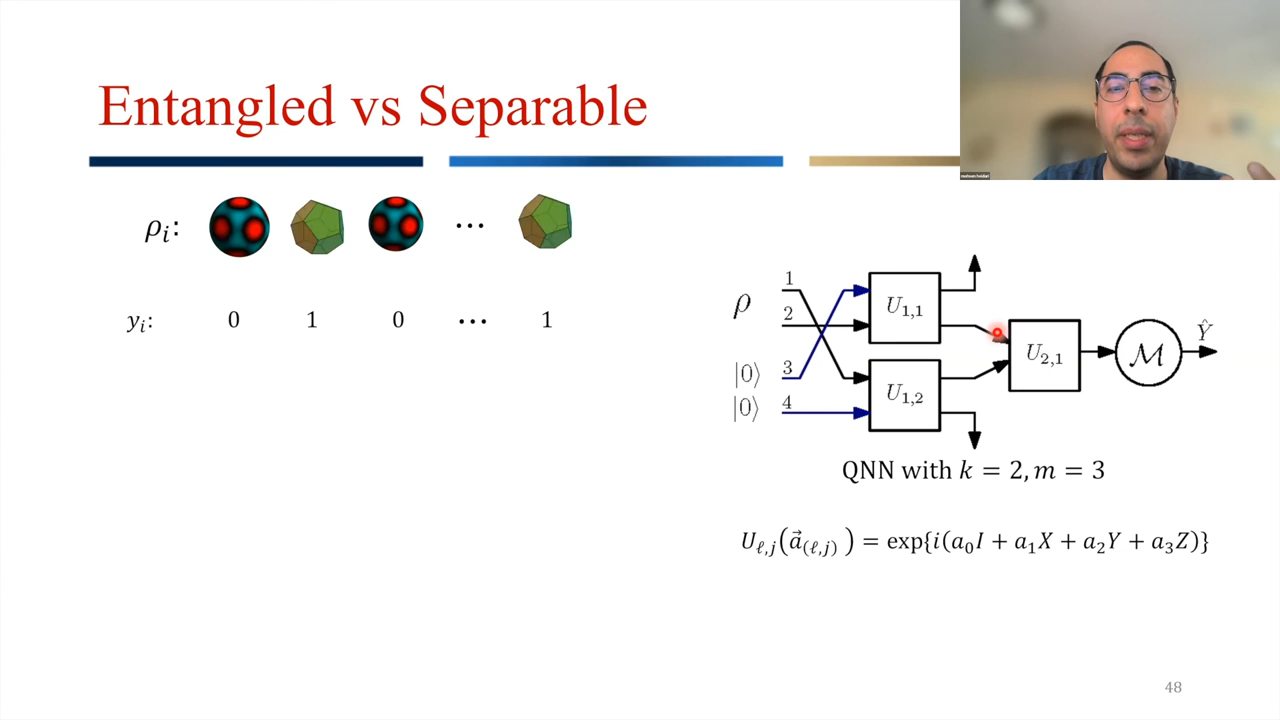 Entangled vs Separable
ρᵢ: ⋯
yᵢ: 0 1 0 ⋯ 1
ρ
1
2
|0⟩ 3
|0⟩ 4
U₁,₁
U₁,₂
U₂,₁
ℳ
Ŷ
QNN with k = 2, m = 3
U_{ℓ,j}(a⃗_{(ℓ,j)}) = exp{i(a₀I + a₁X + a₂Y + a₃Z)}
48